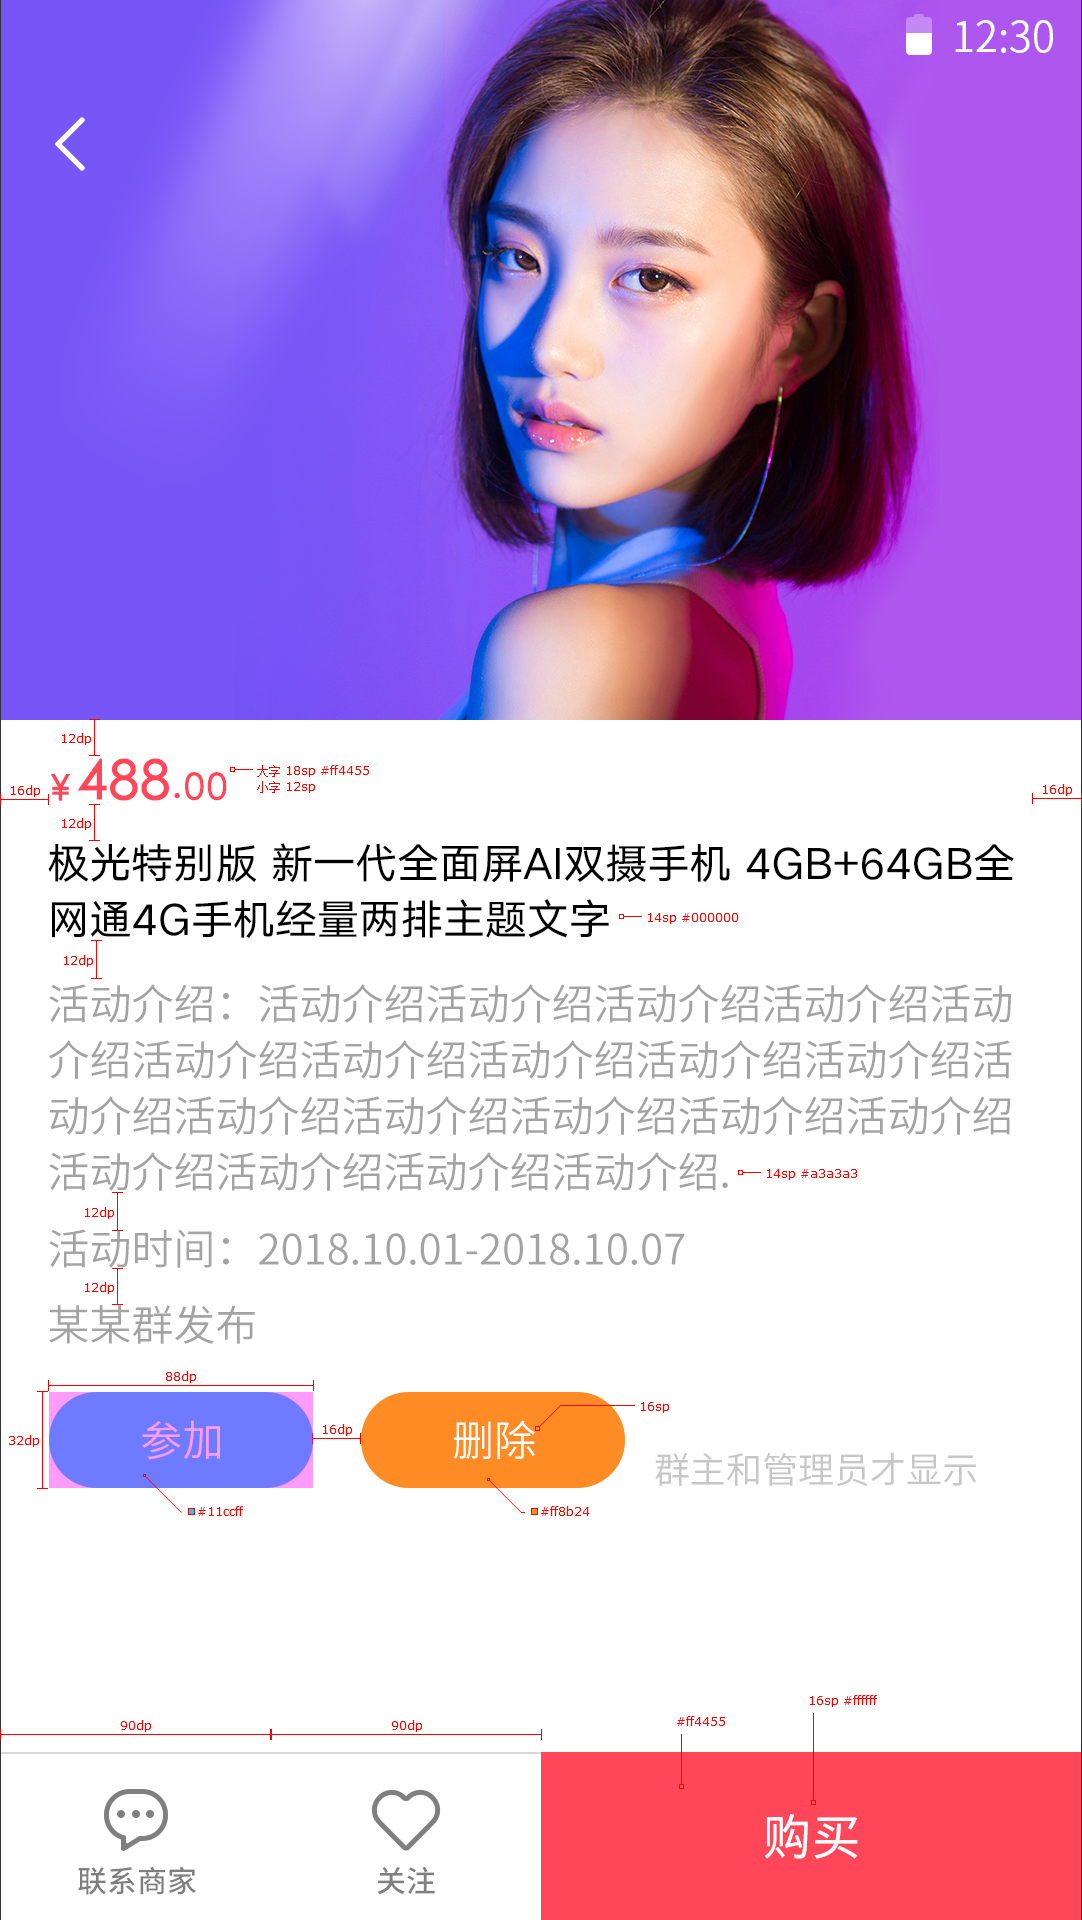 12:30
12dp
16dp
¥488.00
大字 18sp #ff4455
小字 12sp
16dp
12dp
极光特别版 新一代全面屏AI双摄手机 4GB+64GB全
网通4G手机经量两排主题文字
14sp #000000
12dp
活动介绍：活动介绍活动介绍活动介绍活动介绍活动
介绍活动介绍活动介绍活动介绍活动介绍活动介绍活
动介绍活动介绍活动介绍活动介绍活动介绍活动介绍
活动介绍活动介绍活动介绍活动介绍.
14sp #a3a3a3
12dp
活动时间：2018.10.01-2018.10.07
12dp
某某群发布
88dp
32dp
参加
16dp
删除
16sp
群主和管理员才显示
#11ccff
#ff8b24
90dp
90dp
#ff4455
16sp #ffffff
联系商家
关注
购买